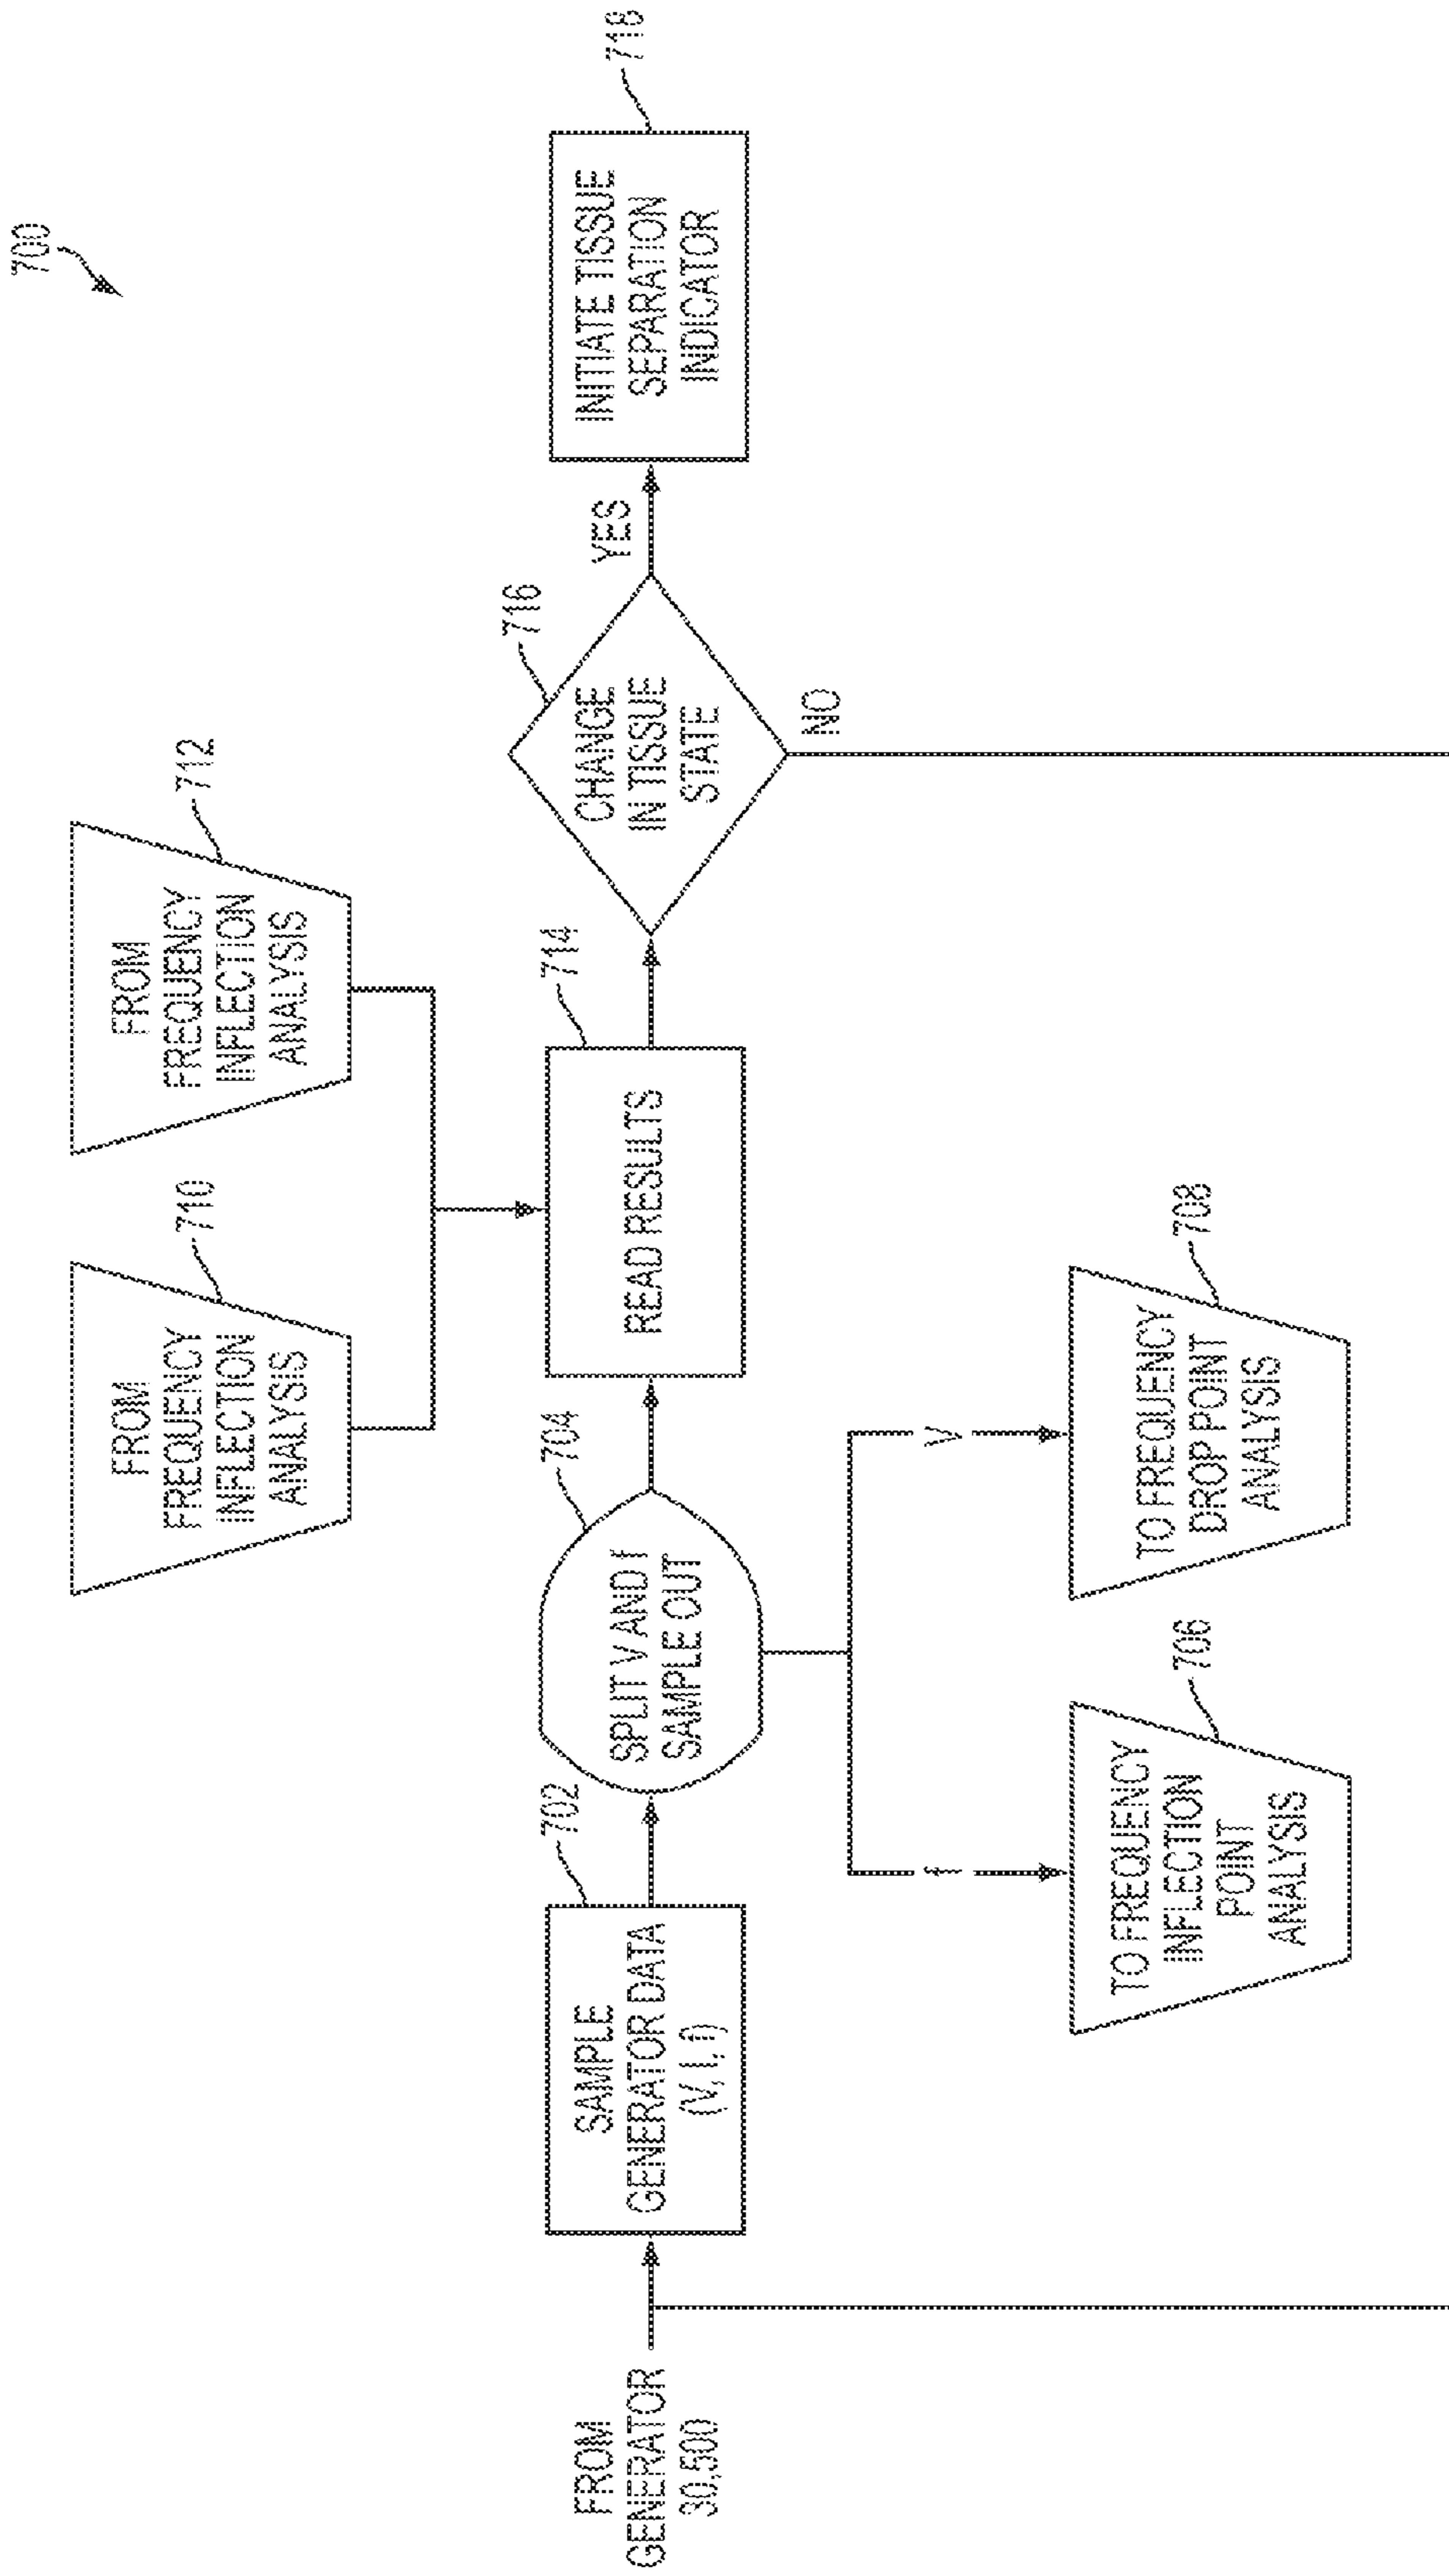 700
FROM
GENERATOR
30,500
SAMPLE
GENERATOR DATA
(V, I, f)
702
SPLIT V AND f
SAMPLE OUT
704
f
V
TO FREQUENCY
INFLECTION
POINT
ANALYSIS
706
TO FREQUENCY
DROP POINT
ANALYSIS
708
FROM
FREQUENCY
INFLECTION
ANALYSIS
710
FROM
FREQUENCY
INFLECTION
ANALYSIS
712
READ RESULTS
714
CHANGE
IN TISSUE
STATE
716
YES
NO
INITIATE TISSUE
SEPARATION
INDICATOR
718